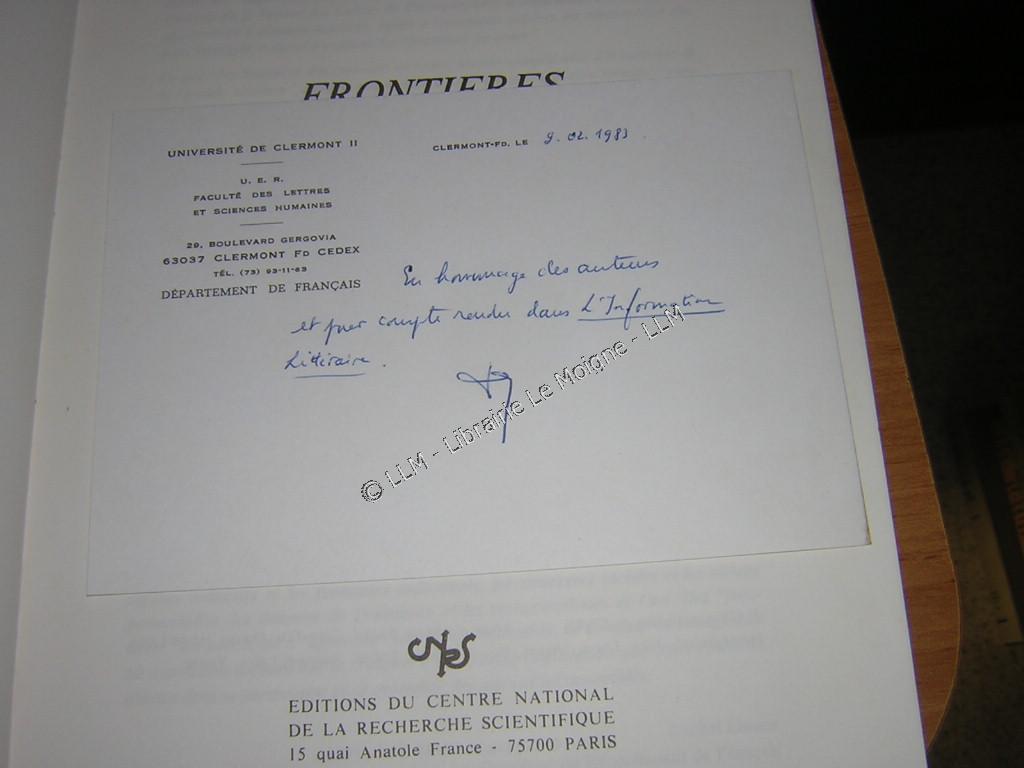 FRONTIERES
UNIVERSITÉ DE CLERMONT II
CLERMONT-FD, LE 9.02.1983.
U. E. R.
FACULTÉ DES LETTRES
ET SCIENCES HUMAINES
29, BOULEVARD GERGOVIA
63037 CLERMONT FD CEDEX
TÉL. (73) 93-11-63
DÉPARTEMENT DE FRANÇAIS
En hommage des auteurs
et pour compte rendu dans L'Information
Littéraire.
© LLM - Librairie Le Moigne - LLM
CNRS
EDITIONS DU CENTRE NATIONAL
DE LA RECHERCHE SCIENTIFIQUE
15 quai Anatole France - 75700 PARIS